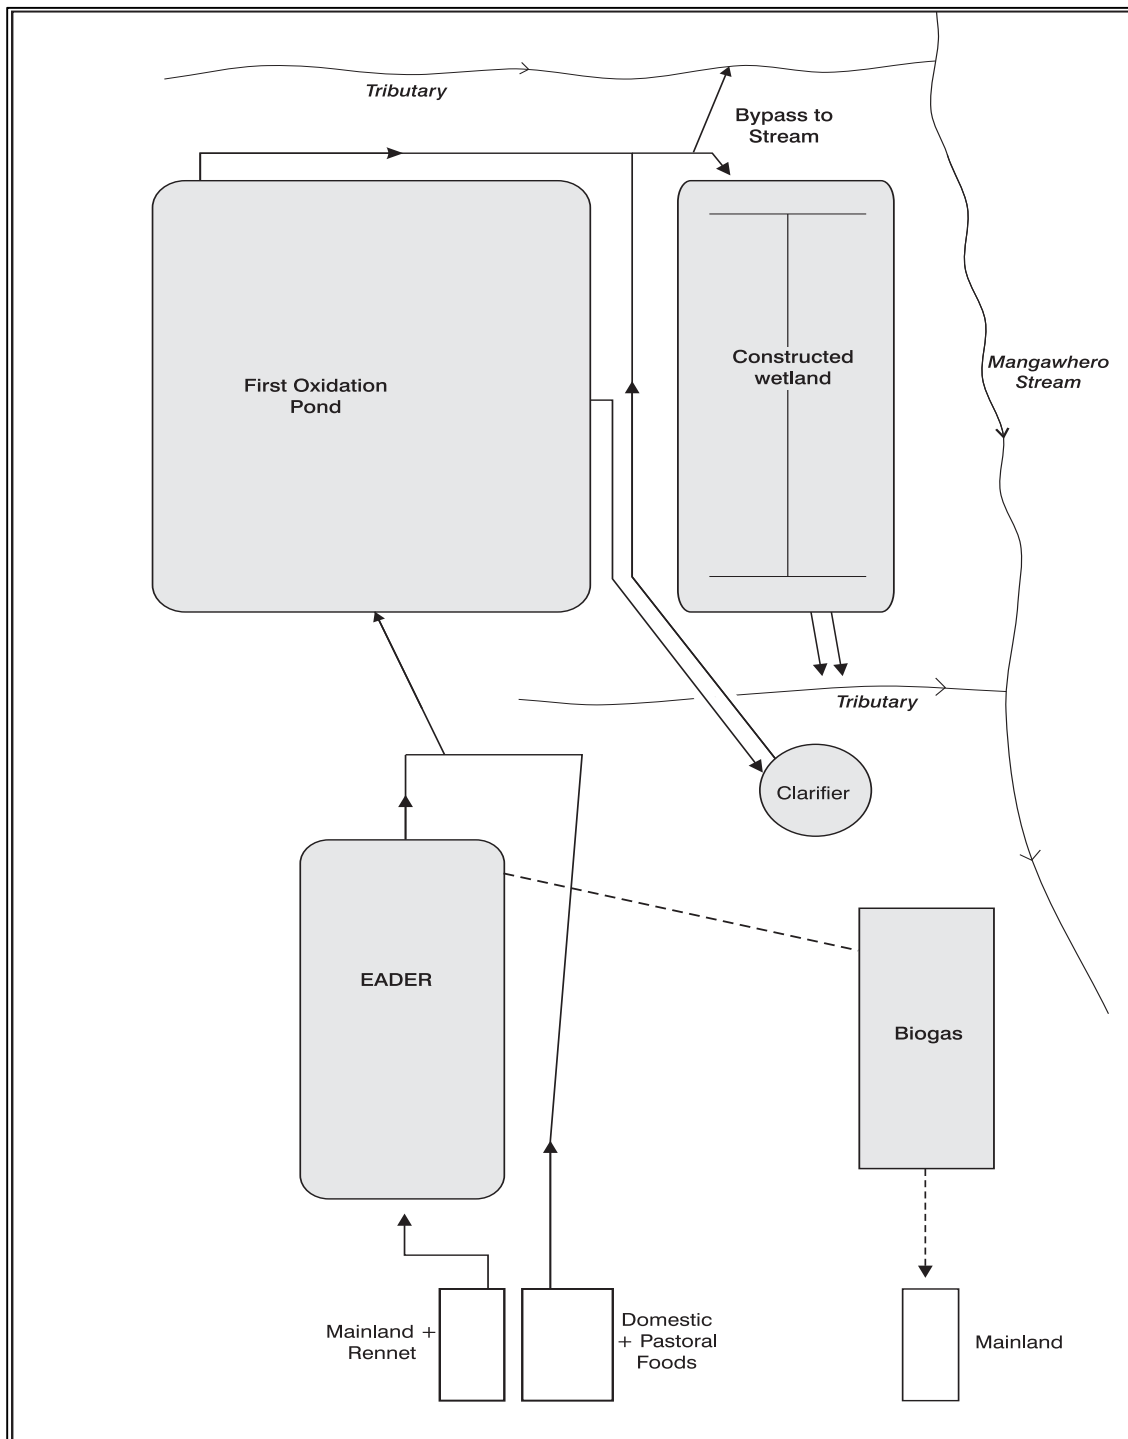 Tributary
Bypass to
Stream
First Oxidation
Pond
Constructed
wetland
Mangawhero
Stream
Tributary
Clarifier
EADER
Biogas
Mainland +
Rennet
Domestic
+ Pastoral
Foods
Mainland